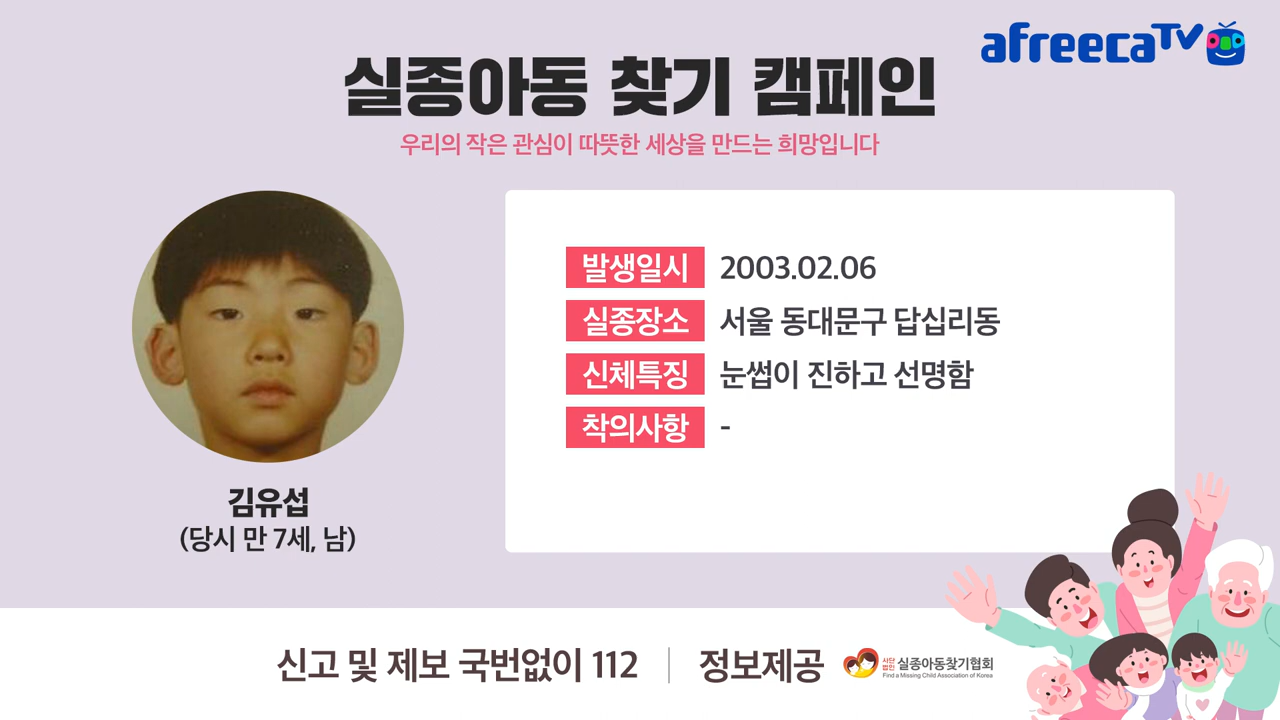 afreecaTV
실종아동 찾기 캠페인
우리의 작은 관심이 따뜻한 세상을 만드는 희망입니다
발생일시 2003.02.06
실종장소 서울 동대문구 답십리동
신체특징 눈썹이 진하고 선명함
착의사항 -
김유섭
(당시 만 7세, 남)
신고 및 제보 국번없이 112
정보제공
사단법인 실종아동찾기협회
Find a Missing Child Association of Korea